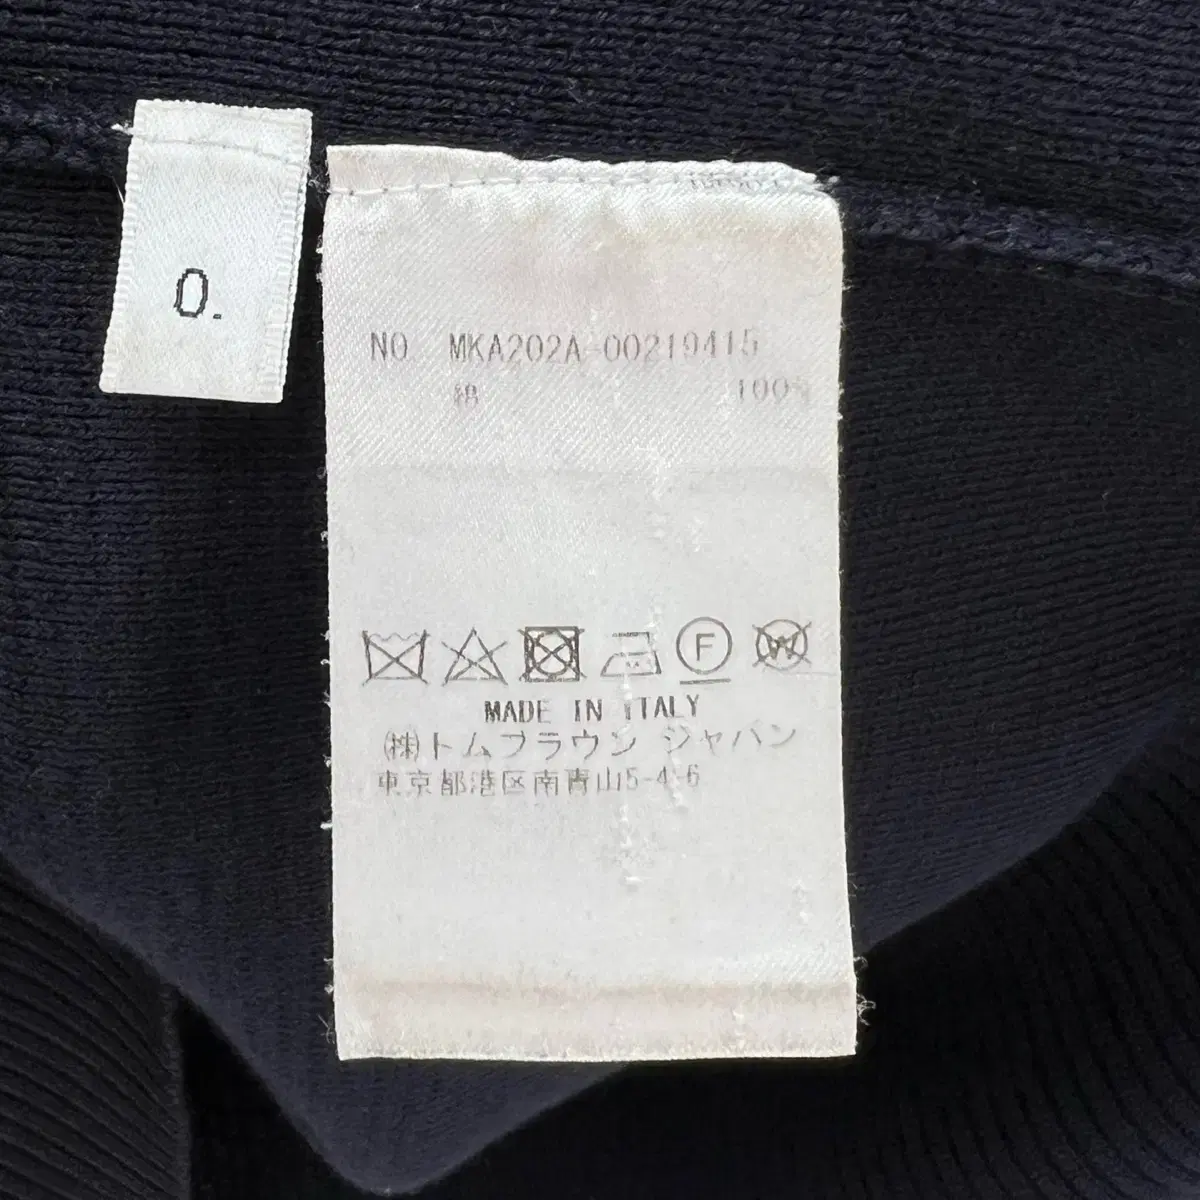 0.
NO MKA202A-00219415
綿 100%
F
W
MADE IN ITALY
(株)トムブラウン ジャパン
東京都港区南青山5-4-6